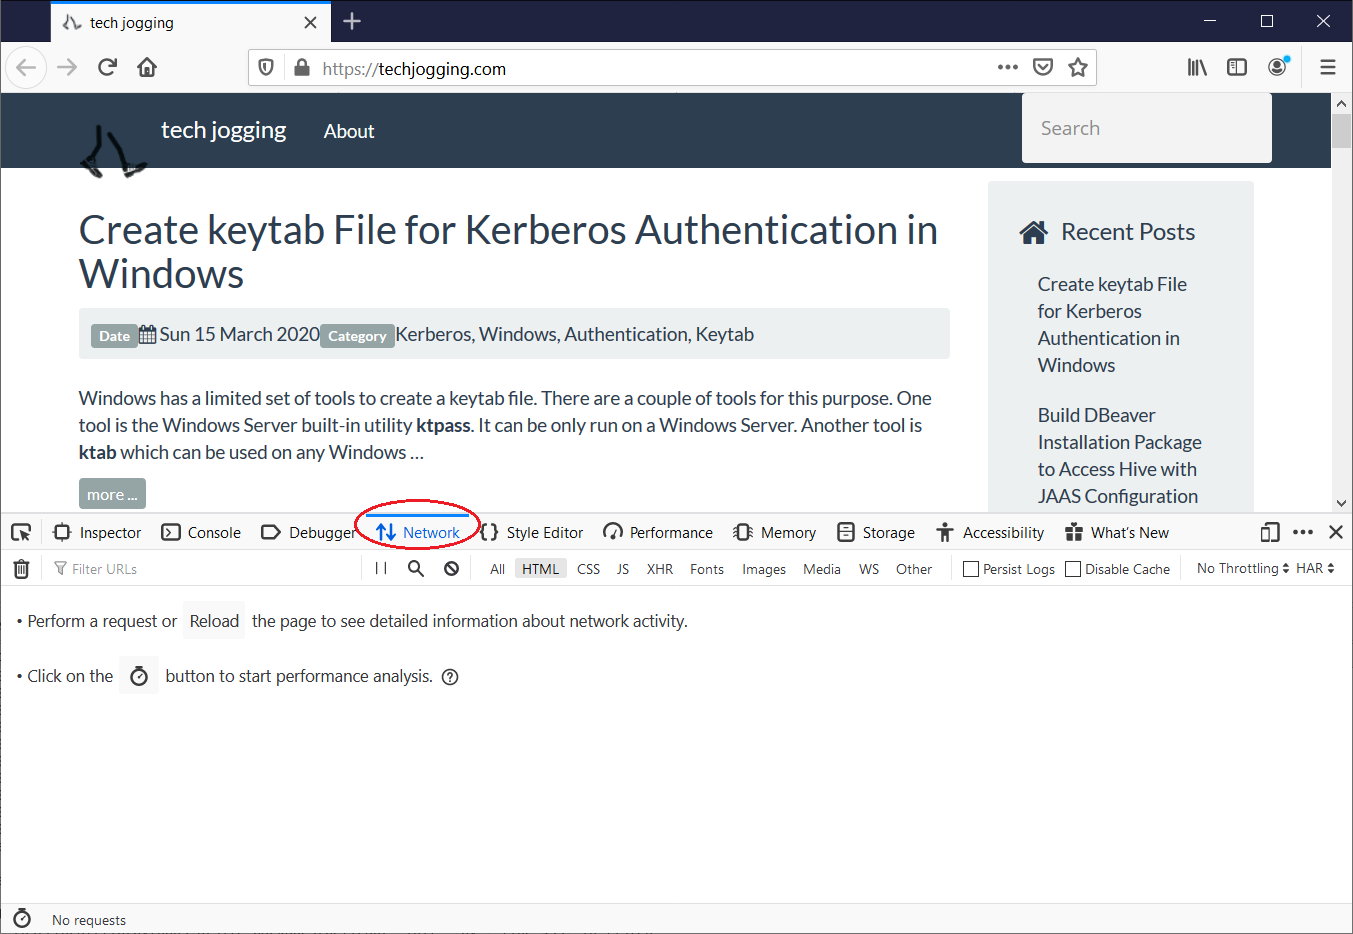 tech jogging
https://techjogging.com
tech jogging
About
Search
Create keytab File for Kerberos Authentication in
Windows
Date Sun 15 March 2020 Category Kerberos, Windows, Authentication, Keytab
Windows has a limited set of tools to create a keytab file. There are a couple of tools for this purpose. One
tool is the Windows Server built-in utility ktpass. It can be only run on a Windows Server. Another tool is
ktab which can be used on any Windows ...
more ...
Recent Posts
Create keytab File
for Kerberos
Authentication in
Windows
Build DBeaver
Installation Package
to Access Hive with
JAAS Configuration
Inspector Console Debugger Network Style Editor Performance Memory Storage Accessibility What's New
Filter URLs All HTML CSS JS XHR Fonts Images Media WS Other Persist Logs Disable Cache No Throttling HAR
• Perform a request or Reload the page to see detailed information about network activity.
• Click on the button to start performance analysis.
No requests